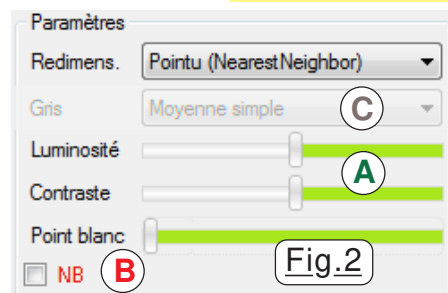 Paramètres
Redimens. Pointu (NearestNeighbor)
Gris Moyenne simple C
Luminosité
A
Contraste
Point blanc
NB B Fig.2